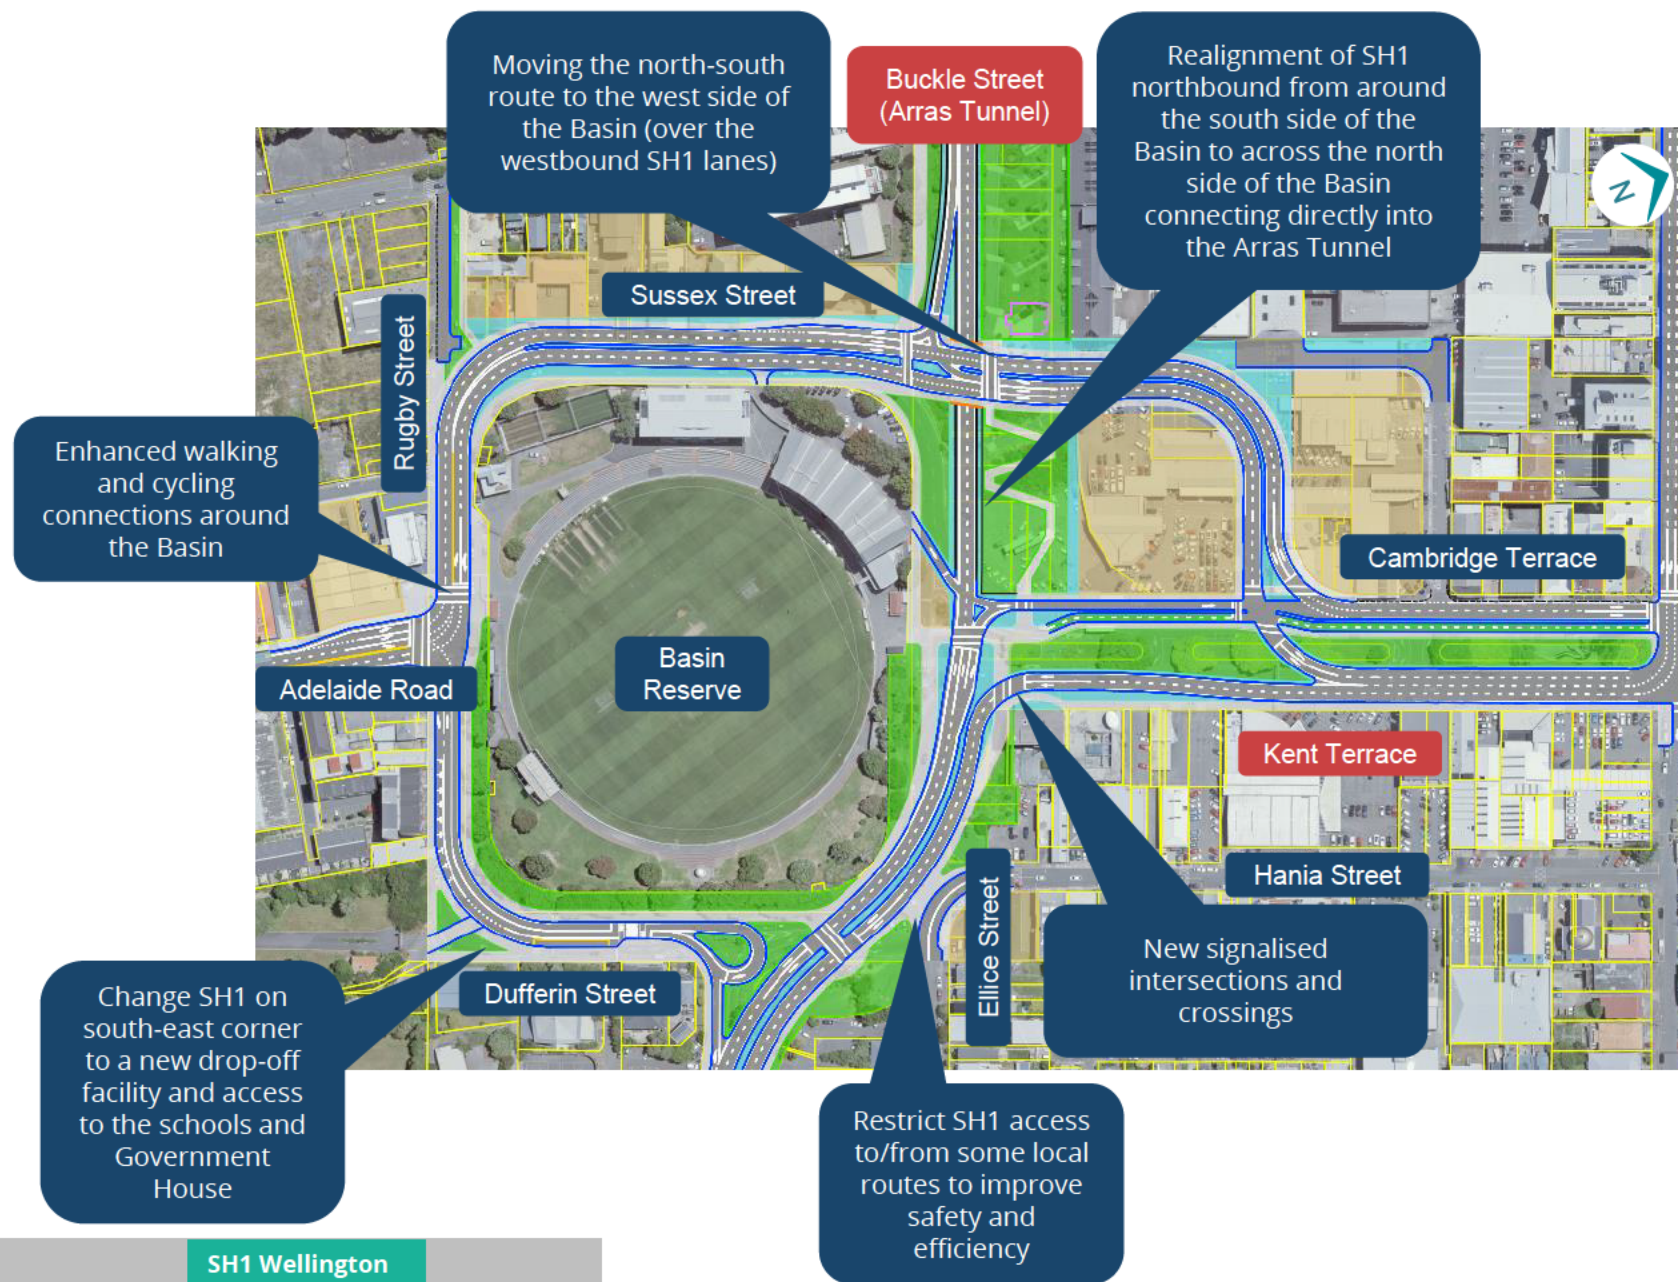 Moving the north-south
route to the west side of
the Basin (over the
westbound SH1 lanes)
Buckle Street
(Arras Tunnel)
Realignment of SH1
northbound from around
the south side of the
Basin to across the north
side of the Basin
connecting directly into
the Arras Tunnel
N
Sussex Street
Rugby Street
Enhanced walking
and cycling
connections around
the Basin
Cambridge Terrace
Basin
Reserve
Adelaide Road
Kent Terrace
Hania Street
Ellice Street
New signalised
intersections and
crossings
Dufferin Street
Change SH1 on
south-east corner
to a new drop-off
facility and access
to the schools and
Government
House
Restrict SH1 access
to/from some local
routes to improve
safety and
efficiency
SH1 Wellington